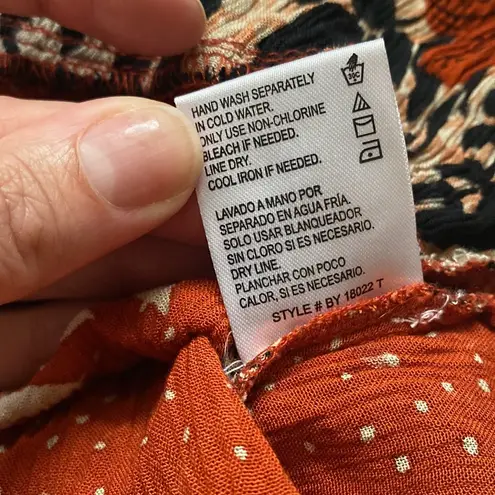 HAND WASH SEPARATELY
IN COLD WATER.
ONLY USE NON-CHLORINE
BLEACH IF NEEDED.
LINE DRY.
COOL IRON IF NEEDED.
LAVADO A MANO POR
SEPARADO EN AGUA FRÍA.
SOLO USAR BLANQUEADOR
SIN CLORO SI ES NECESARIO.
DRY LINE.
PLANCHAR CON POCO
CALOR, SI ES NECESARIO.
STYLE # BY 18022 T
30C